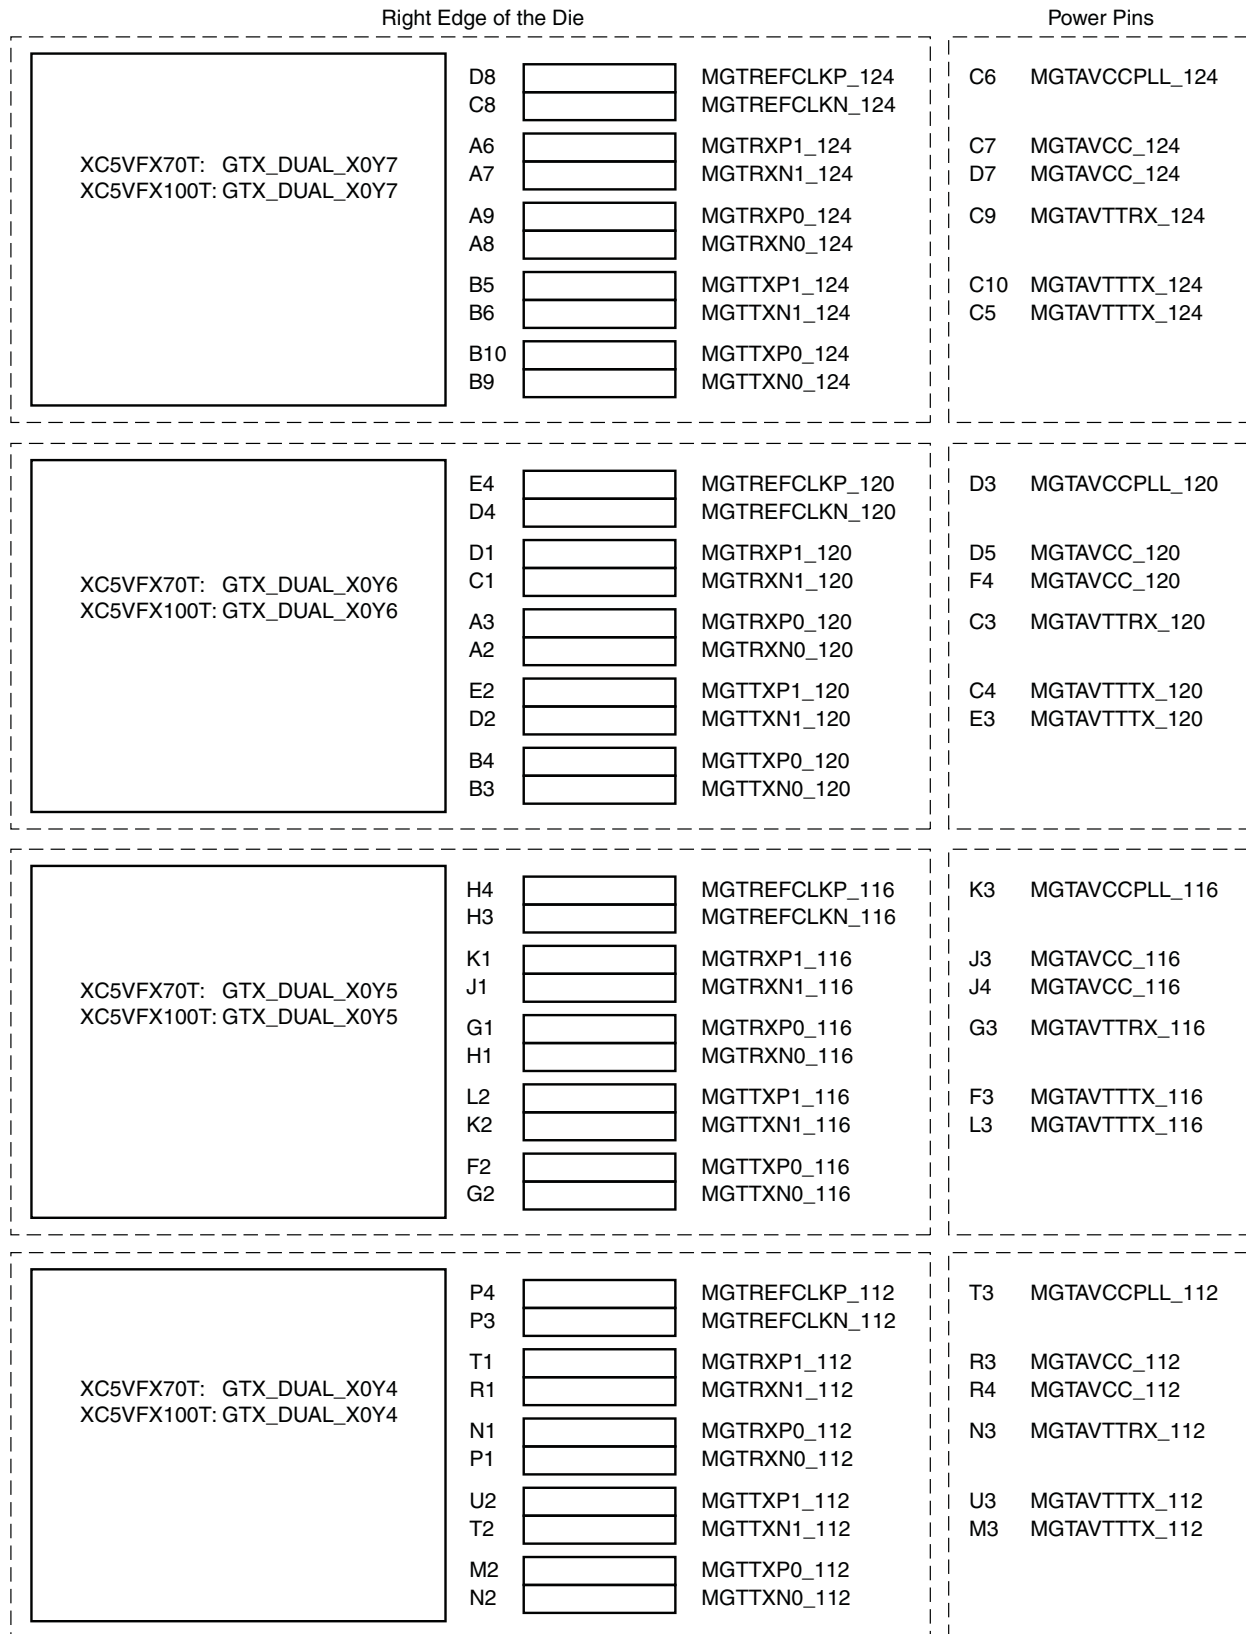 Right Edge of the Die Power Pins
D8 MGTREFCLKP_124 C6 MGTAVCCPLL_124
C8 MGTREFCLKN_124
A6 MGTRXP1_124 C7 MGTAVCC_124
XC5VFX70T: GTX_DUAL_X0Y7 A7 MGTRXN1_124 D7 MGTAVCC_124
XC5VFX100T: GTX_DUAL_X0Y7
A9 MGTRXP0_124 C9 MGTAVTTRX_124
A8 MGTRXN0_124
B5 MGTTXP1_124 C10 MGTAVTTTX_124
B6 MGTTXN1_124 C5 MGTAVTTTX_124
B10 MGTTXP0_124
B9 MGTTXN0_124
E4 MGTREFCLKP_120 D3 MGTAVCCPLL_120
D4 MGTREFCLKN_120
D1 MGTRXP1_120 D5 MGTAVCC_120
XC5VFX70T: GTX_DUAL_X0Y6 C1 MGTRXN1_120 F4 MGTAVCC_120
XC5VFX100T: GTX_DUAL_X0Y6
A3 MGTRXP0_120 C3 MGTAVTTRX_120
A2 MGTRXN0_120
E2 MGTTXP1_120 C4 MGTAVTTTX_120
D2 MGTTXN1_120 E3 MGTAVTTTX_120
B4 MGTTXP0_120
B3 MGTTXN0_120
H4 MGTREFCLKP_116 K3 MGTAVCCPLL_116
H3 MGTREFCLKN_116
K1 MGTRXP1_116 J3 MGTAVCC_116
XC5VFX70T: GTX_DUAL_X0Y5 J1 MGTRXN1_116 J4 MGTAVCC_116
XC5VFX100T: GTX_DUAL_X0Y5
G1 MGTRXP0_116 G3 MGTAVTTRX_116
H1 MGTRXN0_116
L2 MGTTXP1_116 F3 MGTAVTTTX_116
K2 MGTTXN1_116 L3 MGTAVTTTX_116
F2 MGTTXP0_116
G2 MGTTXN0_116
P4 MGTREFCLKP_112 T3 MGTAVCCPLL_112
P3 MGTREFCLKN_112
T1 MGTRXP1_112 R3 MGTAVCC_112
XC5VFX70T: GTX_DUAL_X0Y4 R1 MGTRXN1_112 R4 MGTAVCC_112
XC5VFX100T: GTX_DUAL_X0Y4
N1 MGTRXP0_112 N3 MGTAVTTRX_112
P1 MGTRXN0_112
U2 MGTTXP1_112 U3 MGTAVTTTX_112
T2 MGTTXN1_112 M3 MGTAVTTTX_112
M2 MGTTXP0_112
N2 MGTTXN0_112